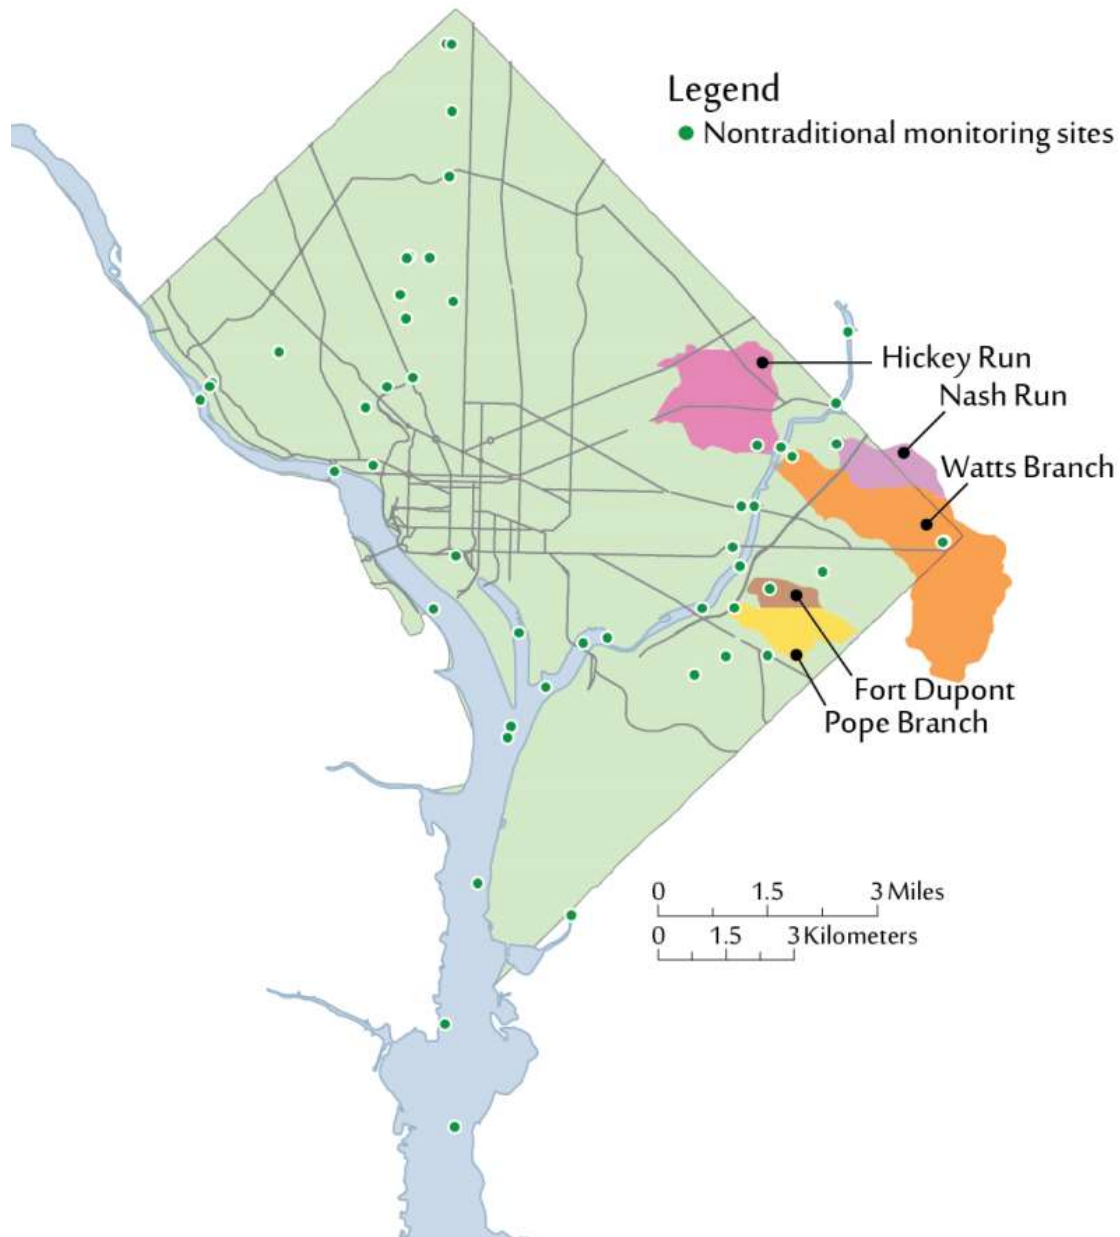 Legend
Nontraditional monitoring sites
Hickey Run
Nash Run
Watts Branch
Fort Dupont
Pope Branch
0 1.5 3 Miles
0 1.5 3 Kilometers